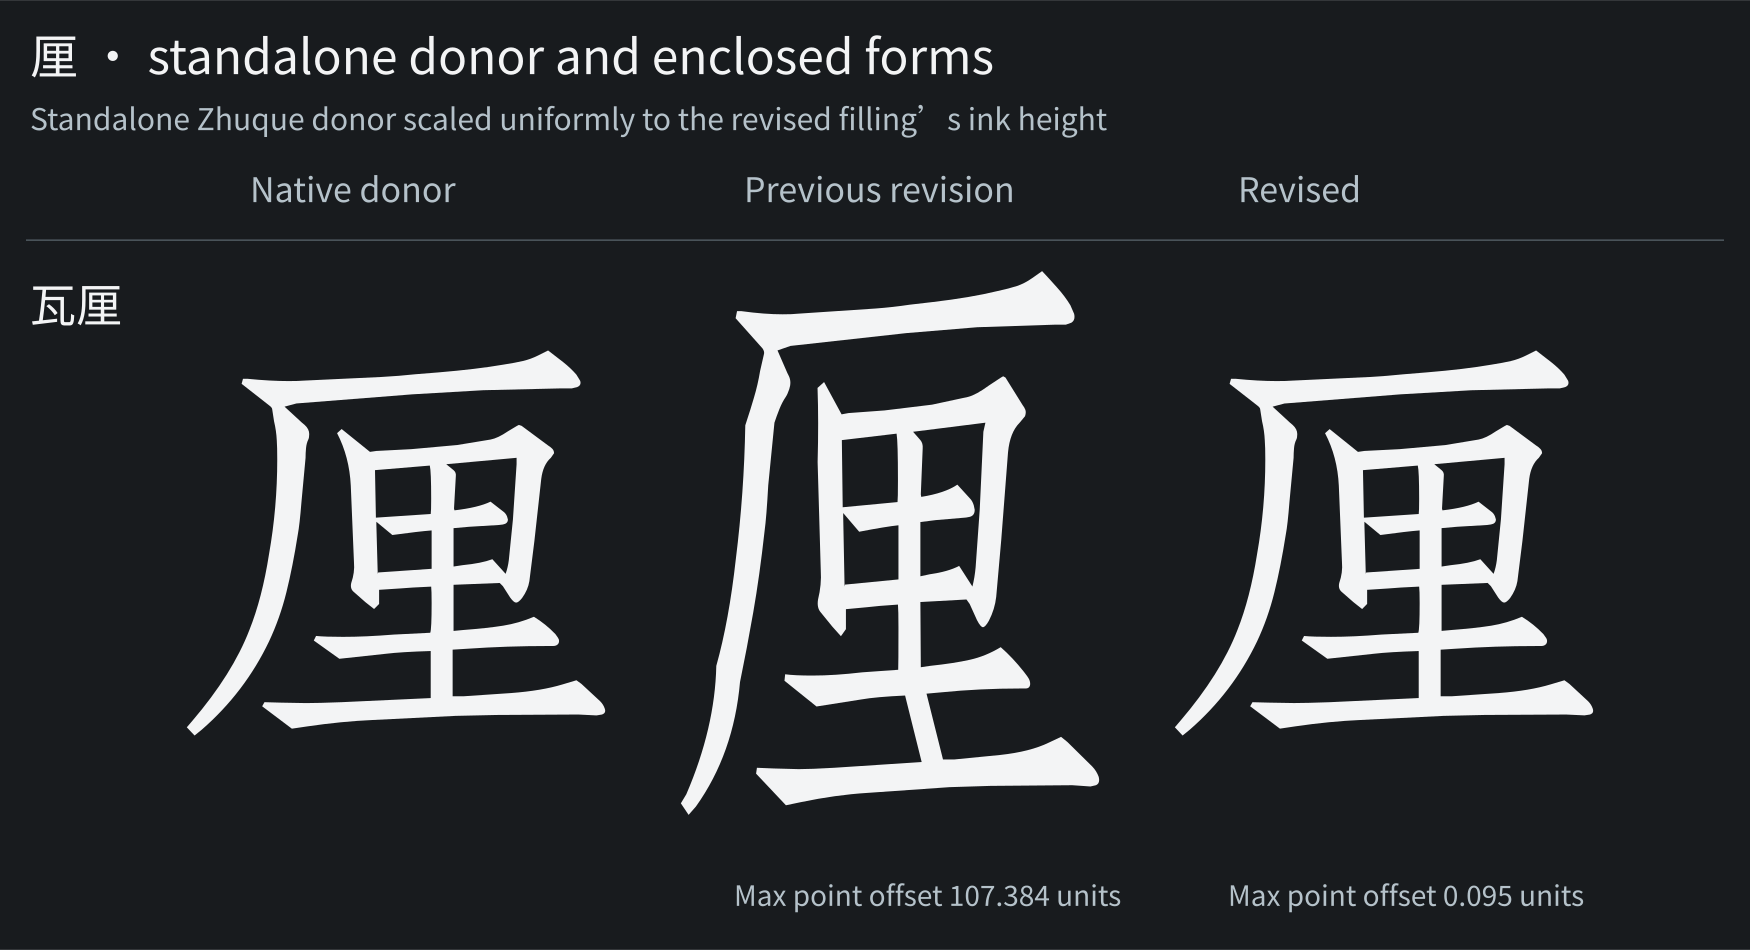 厘 · standalone donor and enclosed forms
Standalone Zhuque donor scaled uniformly to the revised filling’s ink height
Native donor Previous revision Revised
瓦厘
厘 厘 厘
Max point offset 107.384 units Max point offset 0.095 units